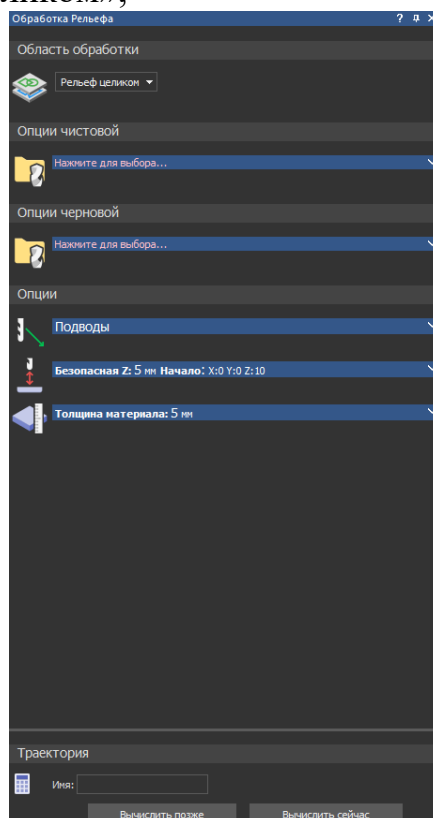 Обработка Рельефа ? X
Область обработки
Рельеф целиком
Опции чистовой
Нажмите для выбора...
Опции черновой
Нажмите для выбора...
Опции
Подводы
Безопасная Z: 5 мм Начало: X:0 Y:0 Z:10
Толщина материала: 5 мм
Траектория
Имя:
Вычислить позже Вычислить сейчас